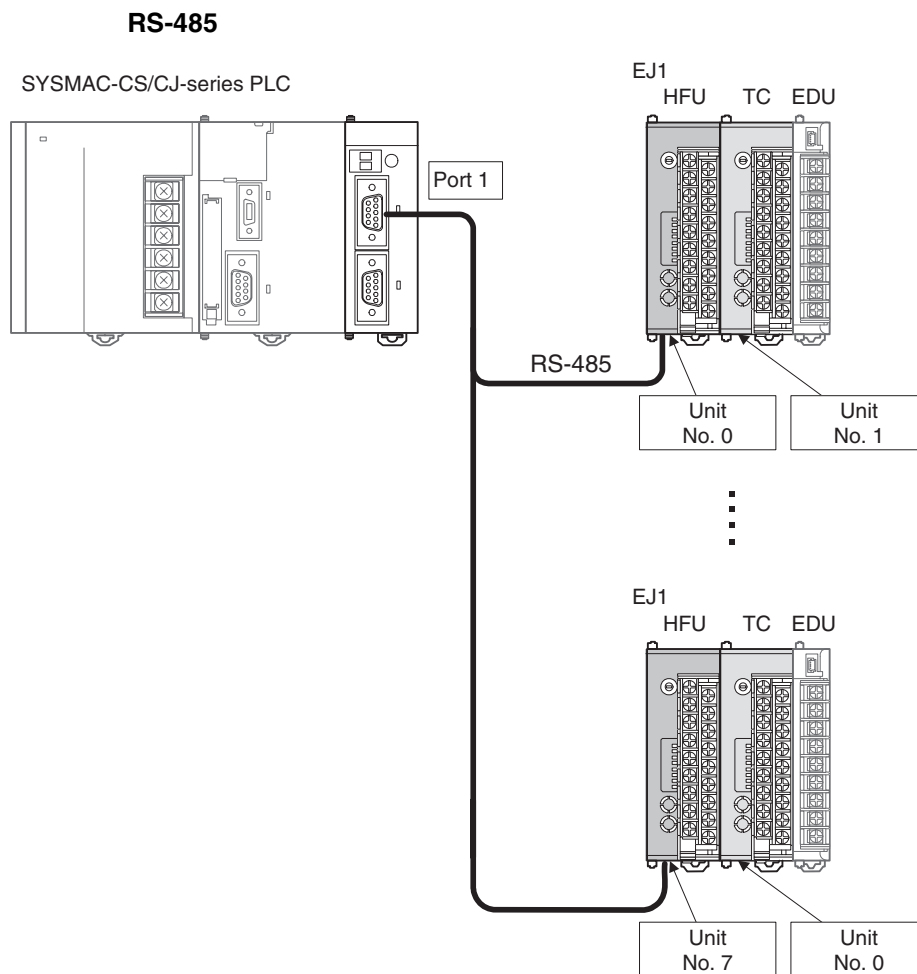 RS-485
SYSMAC-CS/CJ-series PLC
EJ1
HFU TC EDU
Port 1
RS-485
Unit
No. 0
Unit
No. 1
EJ1
HFU TC EDU
Unit
No. 7
Unit
No. 0